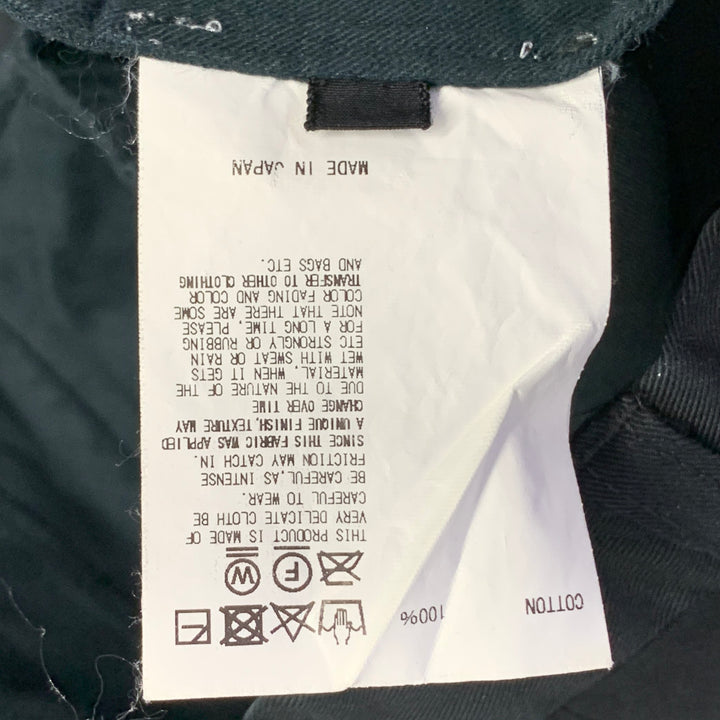 COTTON 100%
F W
THIS PRODUCT IS MADE OF
VERY DELICATE CLOTH BE
CAREFUL TO WEAR.
BE CAREFUL,AS INTENSE
FRICTION MAY CATCH IN.
SINCE THIS FABRIC WAS APPLIED
A UNIQUE FINISH,TEXTURE MAY
CHANGE OVER TIME
DUE TO THE NATURE OF THE
MATERIAL, WHEN IT GETS
WET WITH SWEAT OR RAIN
ETC STRONGLY OR RUBBING
FOR A LONG TIME, PLEASE
NOTE THAT THERE ARE SOME
COLOR FADING AND COLOR
TRANSFER TO OTHER CLOTHING
AND BAGS ETC.
MADE IN JAPAN